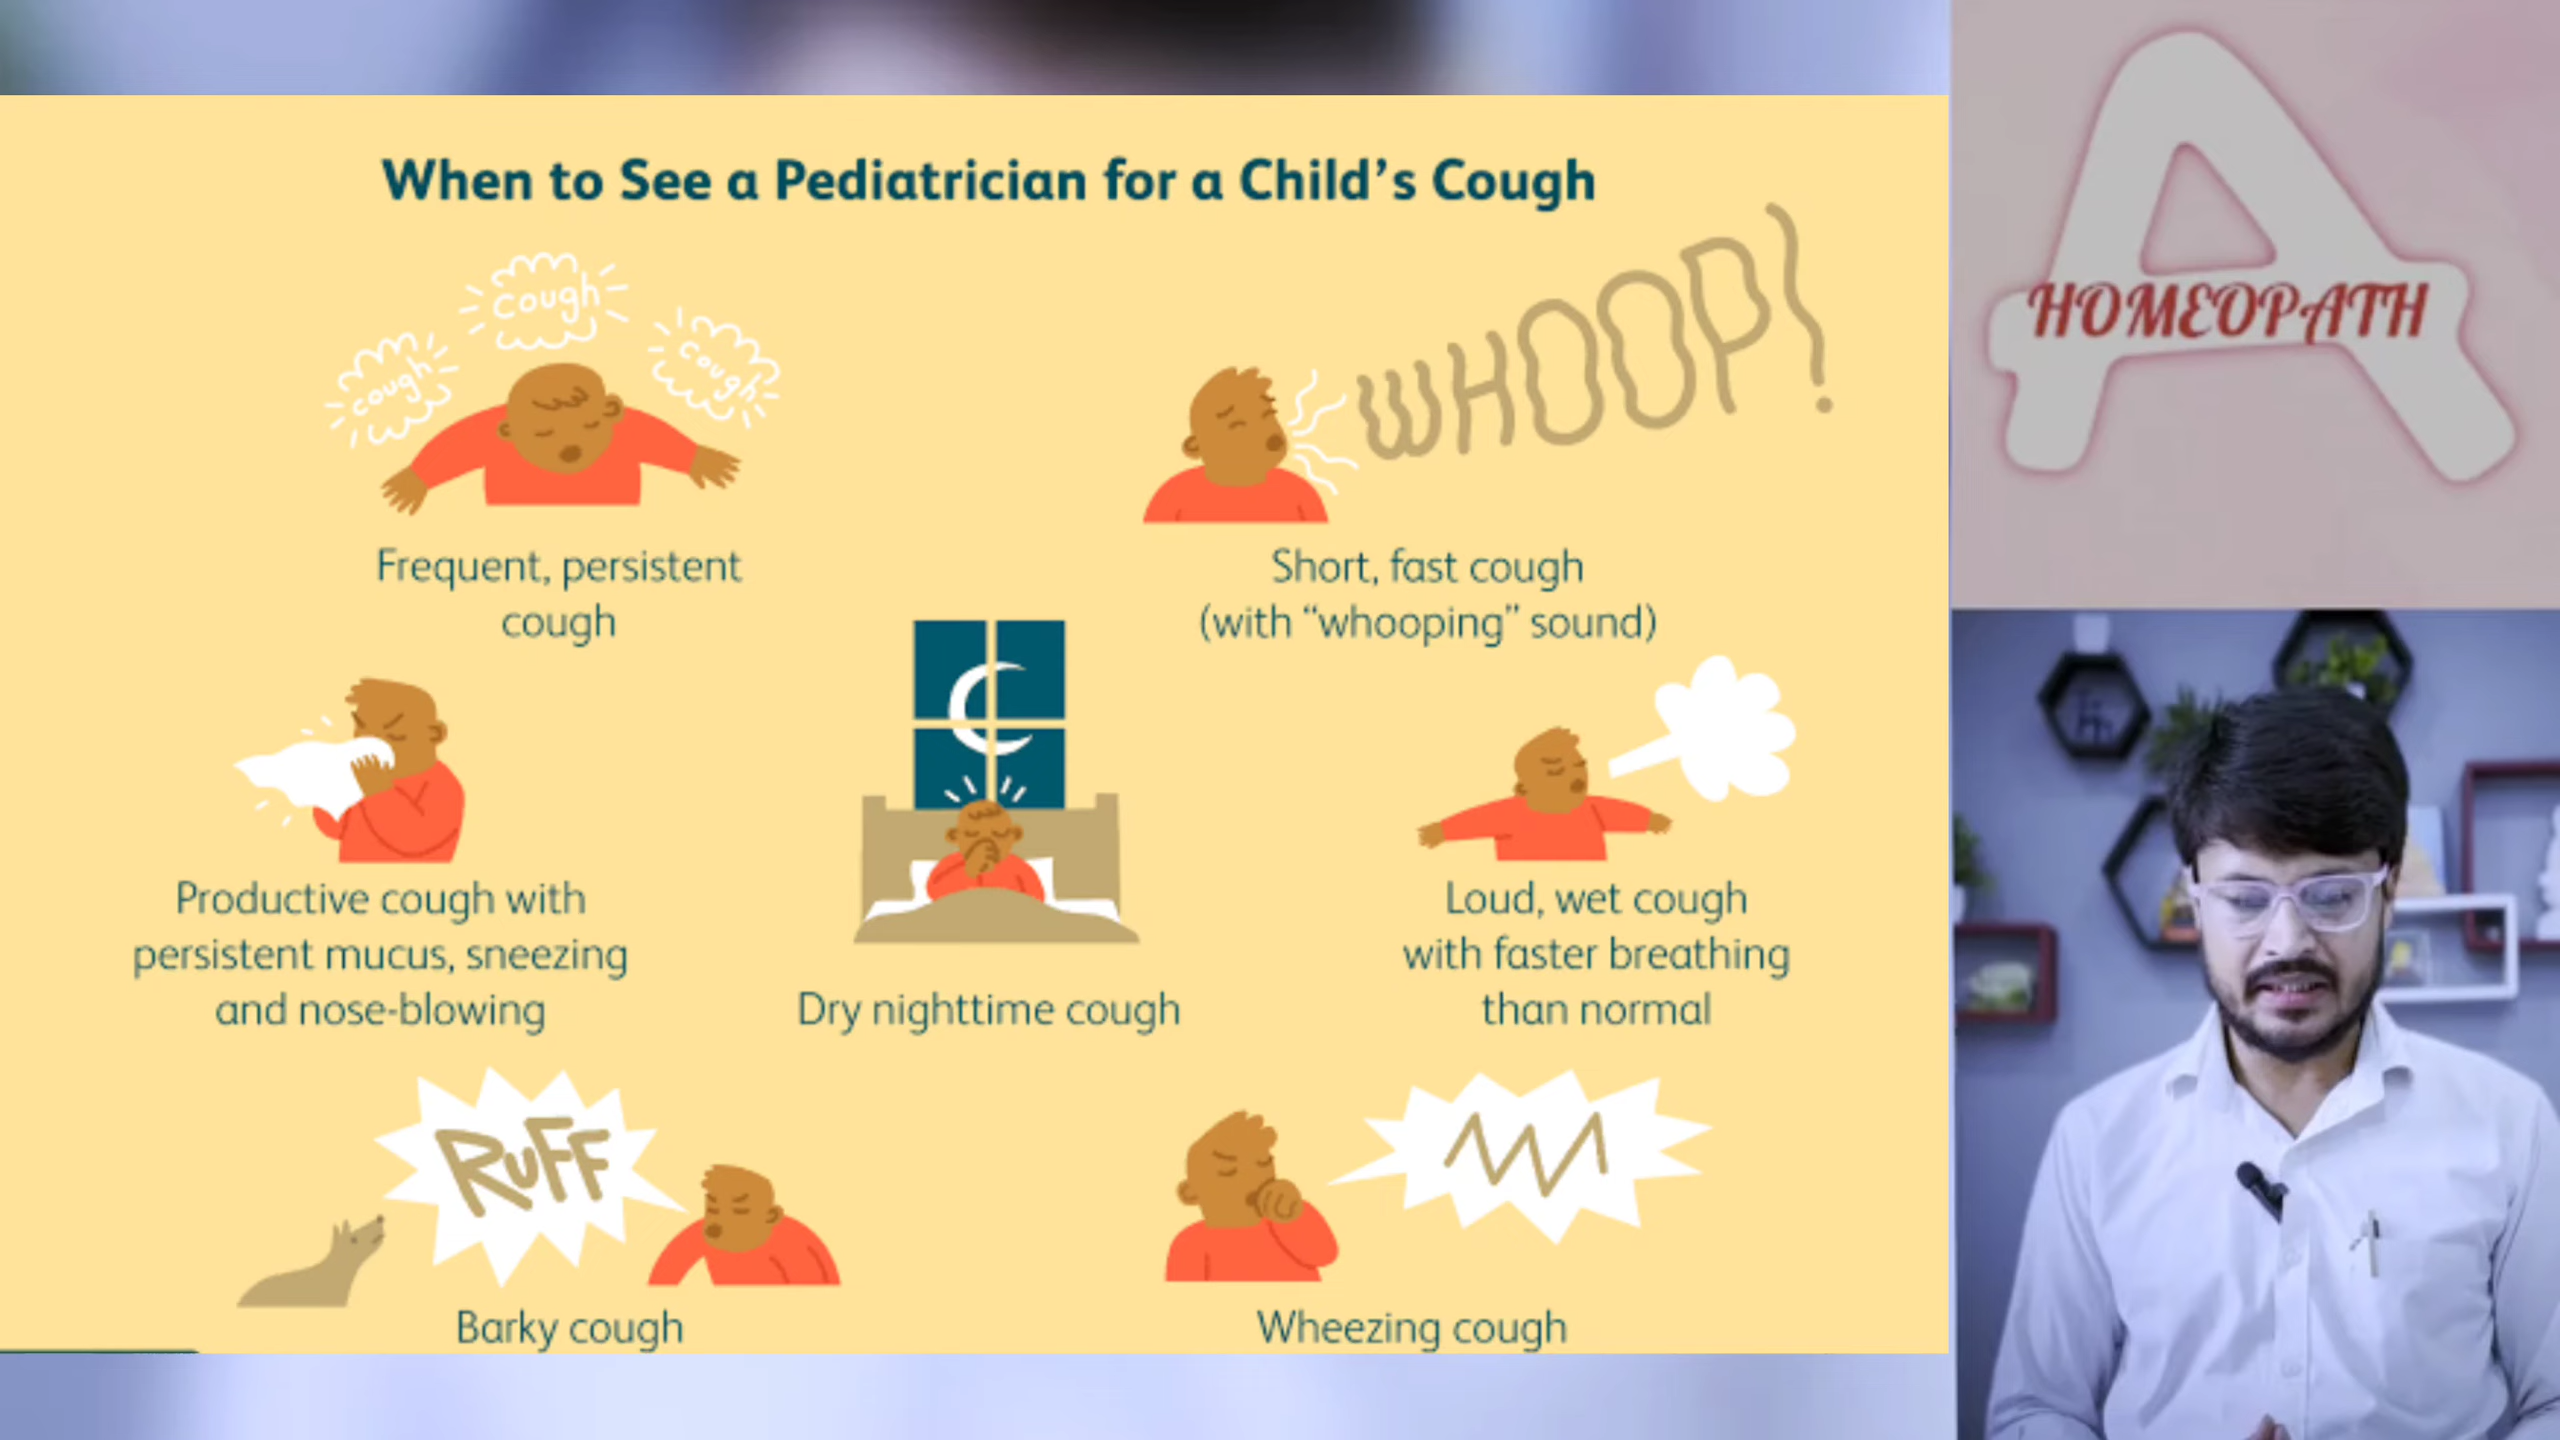 When to See a Pediatrician for a Child's Cough
cough
cough
cough
WHOOP!
Frequent, persistent
cough
Short, fast cough
(with “whooping” sound)
Productive cough with
persistent mucus, sneezing
and nose-blowing
Dry nighttime cough
Loud, wet cough
with faster breathing
than normal
RUFF
Barky cough
Wheezing cough
A
HOMEOPATH